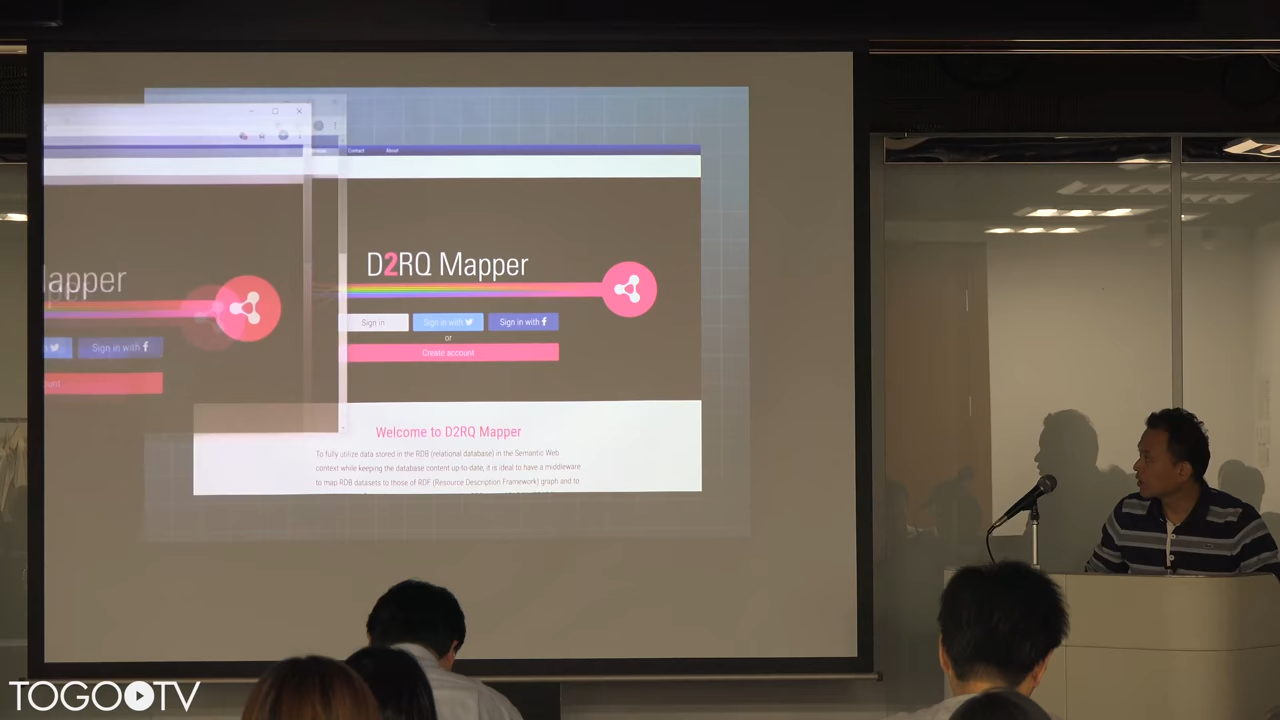 Contact About
D2RQ Mapper
Mapper
Sign in Sign in with Sign in with f
Sign in with f
or
Create account
Welcome to D2RQ Mapper
To fully utilize data stored in the RDB (relational database) in the Semantic Web
context while keeping the database content up-to-date, it is ideal to have a middleware
to map RDB datasets to those of RDF (Resource Description Framework) graph and to
TOGO TV